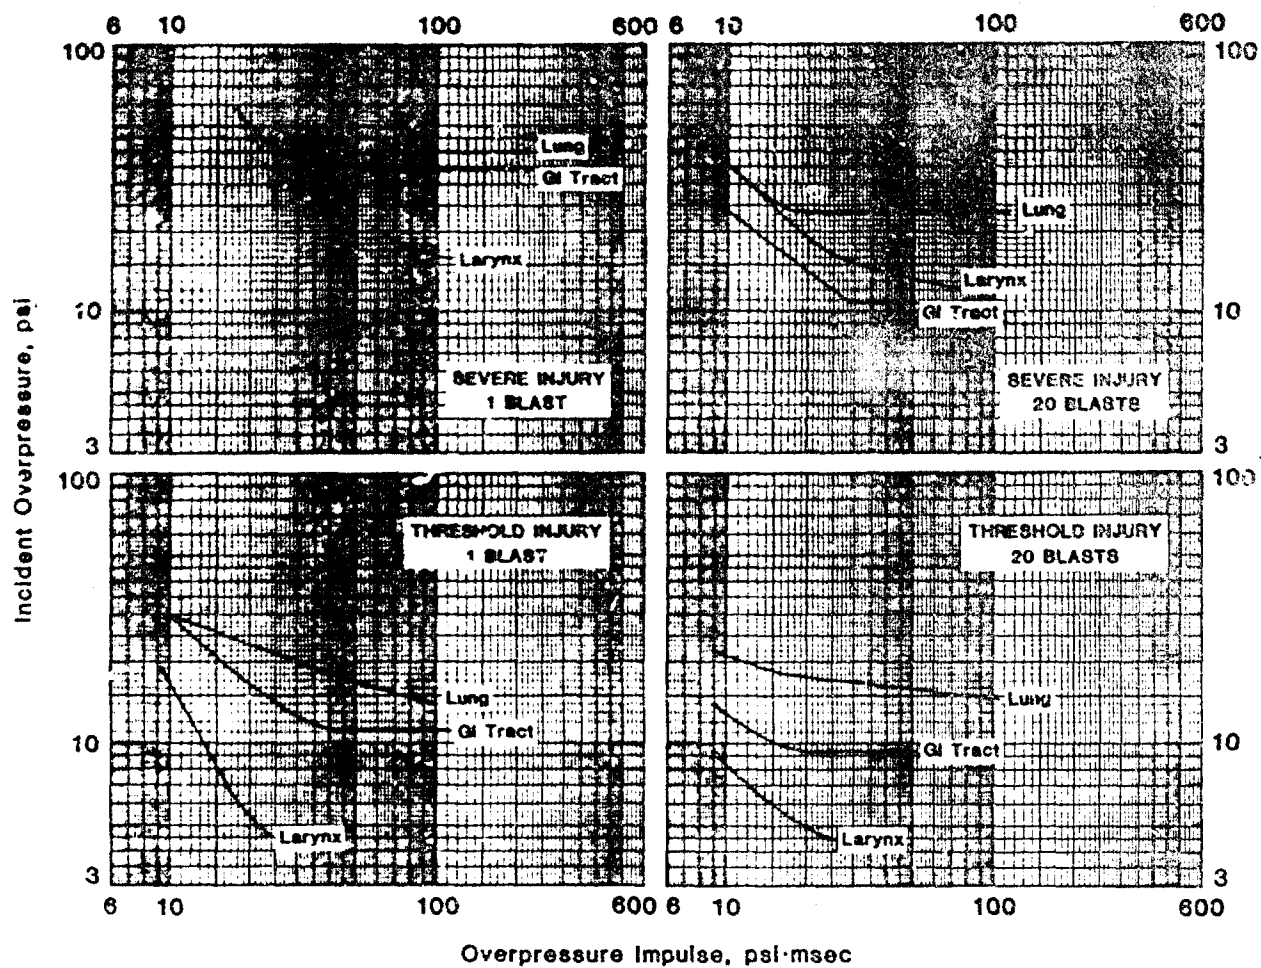 6 10 100 600 6 10 100 600
100 100
Lung
GI Tract
Lung
Larynx
Larynx
10 GI Tract 10
SEVERE INJURY
1 BLAST
SEVERE INJURY
20 BLASTS
3 3
100 100
THRESHOLD INJURY
1 BLAST
THRESHOLD INJURY
20 BLASTS
Lung
Lung
GI Tract
10 GI Tract 10
Larynx
Larynx
3 3
6 10 100 600 6 10 100 600
Incident Overpressure, psi
Overpressure Impulse, psi·msec